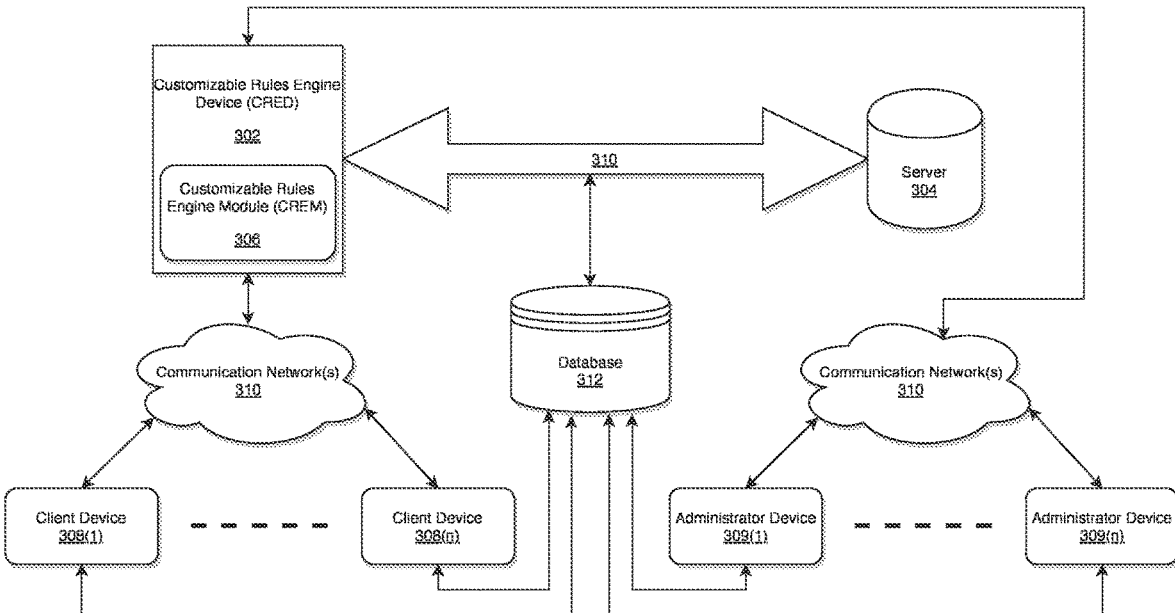 Customizable Rules Engine
Device (CRED)
302
Customizable Rules
Engine Module (CREM)
306
310
Server
304
Communication Network(s)
310
Database
312
Communication Network(s)
310
Client Device
308(1)
Client Device
308(n)
Administrator Device
309(1)
Administrator Device
309(n)